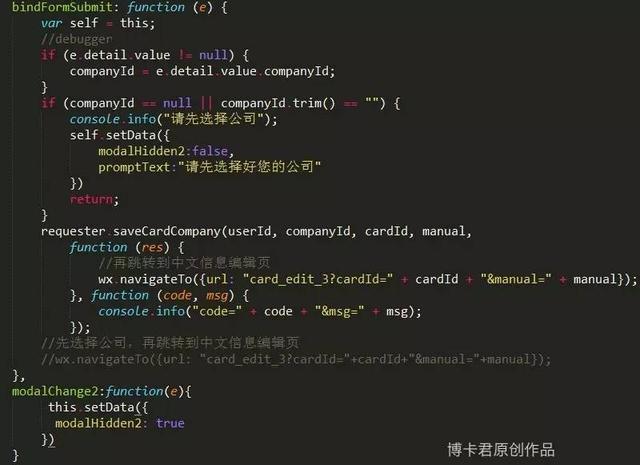 bindFormSubmit: function (e) {
    var self = this;
    //debugger
    if (e.detail.value != null) {
        companyId = e.detail.value.companyId;
    }
    if (companyId == null || companyId.trim() == "") {
        console.info("请先选择公司");
        self.setData({
            modalHidden2:false,
            promptText:"请先选择好您的公司"
        })
        return;
    }
    requester.saveCardCompany(userId, companyId, cardId, manual,
        function (res) {
            //再跳转到中文信息编辑页
            wx.navigateTo({url: "card_edit_3?cardId=" + cardId + "&manual=" + manual});
        }, function (code, msg) {
            console.info("code=" + code + "&msg=" + msg);
        });
    //先选择公司，再跳转到中文信息编辑页
    //wx.navigateTo({url: "card_edit_3?cardId="+cardId+"&manual="+manual});
},
modalChange2:function(e){
     this.setData({
      modalHidden2: true
    })
}
博卡君原创作品